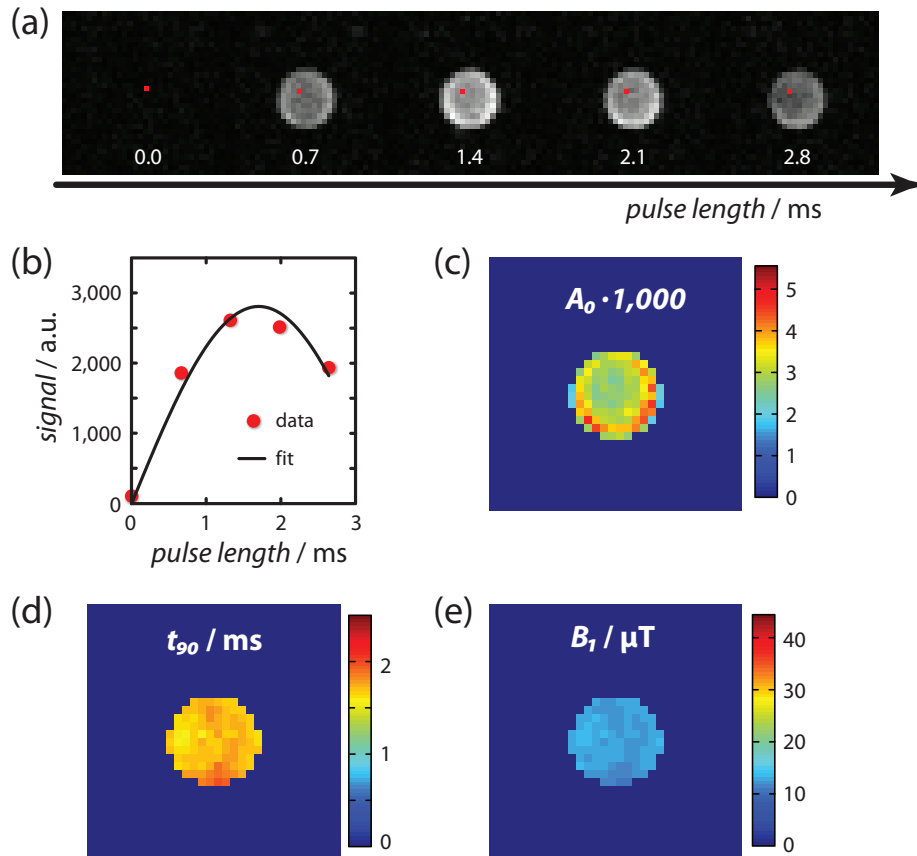 (a)
0.0 0.7 1.4 2.1 2.8
pulse length / ms
(b)
signal / a.u.
3,000
2,000
1,000
0
0 1 2 3
data
fit
pulse length / ms
(c)
A₀ · 1,000
5
4
3
2
1
0
(d)
t₉₀ / ms
2
1
0
(e)
B₁ / µT
40
30
20
10
0